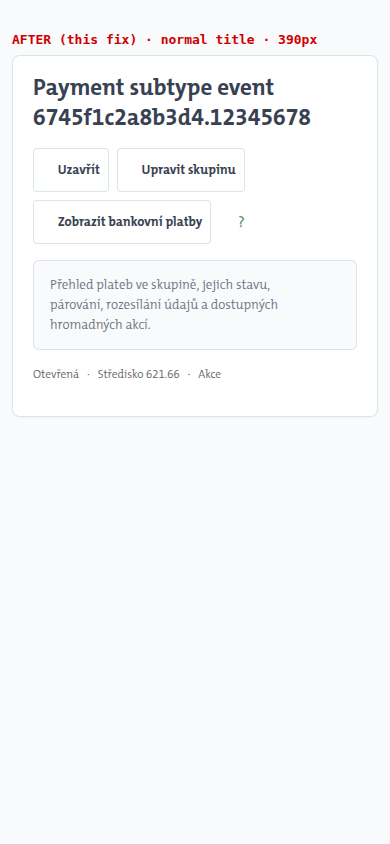 AFTER (this fix) · normal title · 390px
Payment subtype event
6745f1c2a8b3d4.12345678
Uzavřít
Upravit skupinu
Zobrazit bankovní platby
?
Přehled plateb ve skupině, jejich stavu,
párování, rozesílání údajů a dostupných
hromadných akcí.
Otevřená · Středisko 621.66 · Akce